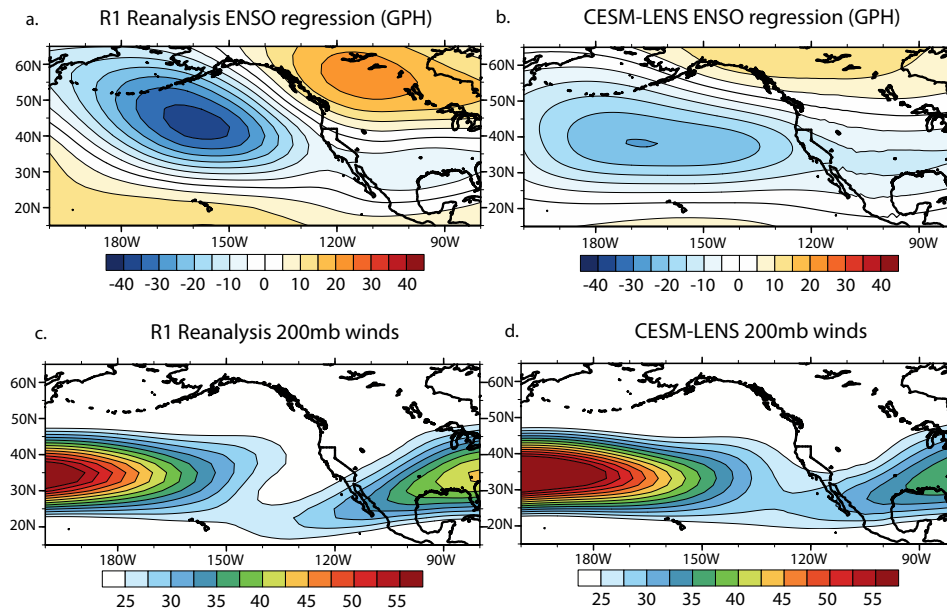 a. R1 Reanalysis ENSO regression (GPH)
b. CESM-LENS ENSO regression (GPH)
60N
50N
40N
30N
20N
180W 150W 120W 90W
-40 -30 -20 -10 0 10 20 30 40
60N
50N
40N
30N
20N
180W 150W 120W 90W
-40 -30 -20 -10 0 10 20 30 40
c. R1 Reanalysis 200mb winds
d. CESM-LENS 200mb winds
60N
50N
40N
30N
20N
180W 150W 120W 90W
25 30 35 40 45 50 55
60N
50N
40N
30N
20N
180W 150W 120W 90W
25 30 35 40 45 50 55